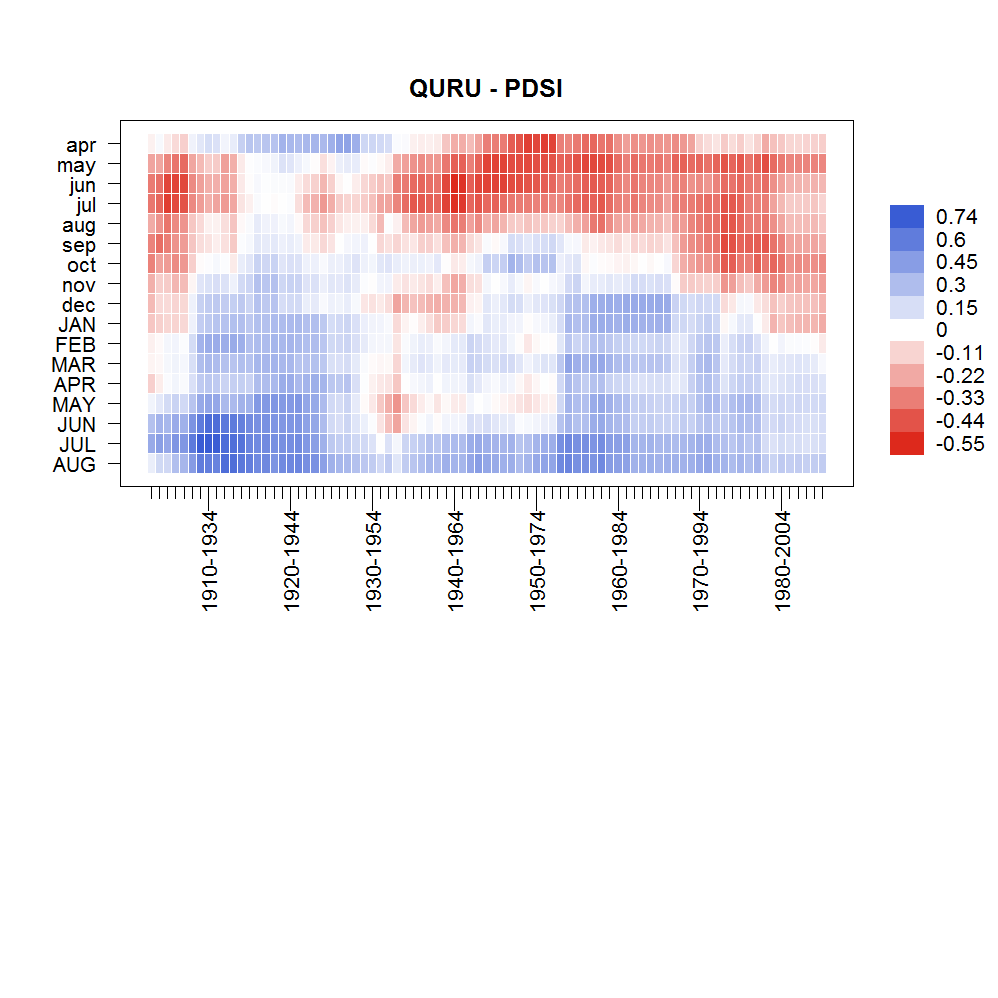 QURU - PDSI
apr
may
jun
jul
aug
sep
oct
nov
dec
JAN
FEB
MAR
APR
MAY
JUN
JUL
AUG
0.74
0.6
0.45
0.3
0.15
0
-0.11
-0.22
-0.33
-0.44
-0.55
1910-1934
1920-1944
1930-1954
1940-1964
1950-1974
1960-1984
1970-1994
1980-2004